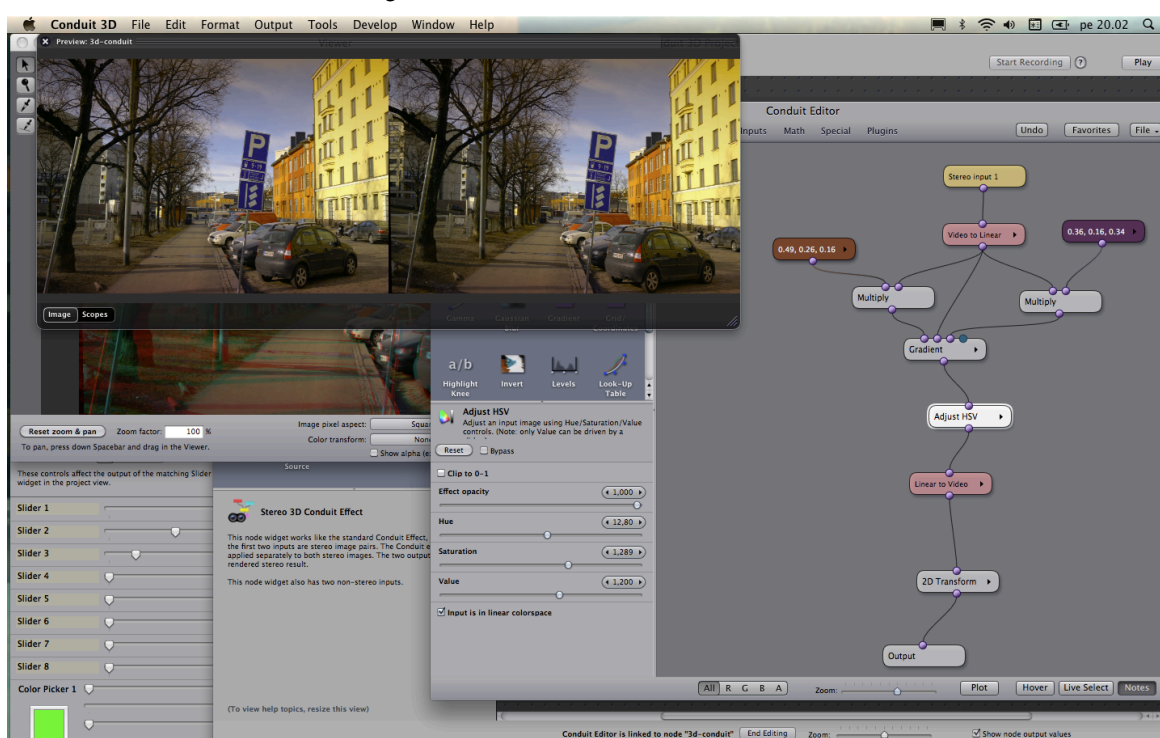 Conduit 3D File Edit Format Output Tools Develop Window Help
pe 20.02
Preview: 3d-conduit
Viewer
Start Recording ? Play
Conduit Editor
Inputs Math Special Plugins
Undo Favorites File
P
Stereo input 1
Video to Linear
0.49, 0.26, 0.16
0.36, 0.16, 0.34
Multiply
Multiply
Gradient
Adjust HSV
Linear to Video
2D Transform
Output
Image Scopes
Gamma Gaussian Blur Gradient Grid/Coordinates
a/b
Highlight Knee
Invert
Levels
Look-Up Table
Adjust HSV
Adjust an input image using Hue/Saturation/Value
controls. (Note: only Value can be driven by a
Reset Bypass
Clip to 0-1
Effect opacity 1,000
Hue 12,80
Saturation 1,289
Value 1,200
Input is in linear colorspace
Reset zoom & pan Zoom factor: 100 %
To pan, press down Spacebar and drag in the Viewer.
Image pixel aspect: Squar
Color transform: None
Show alpha (e
Source
These controls affect the output of the matching Slider
widget in the project view.
Slider 1
Slider 2
Slider 3
Slider 4
Slider 5
Slider 6
Slider 7
Slider 8
Color Picker 1
Stereo 3D Conduit Effect
This node widget works like the standard Conduit Effect,
the first two inputs are stereo image pairs. The Conduit e
applied separately to both stereo images. The two output
rendered stereo result.
This node widget also has two non-stereo inputs.
(To view help topics, resize this view)
All R G B A Zoom: Plot Hover Live Select Notes
Conduit Editor is linked to node "3d-conduit" End Editing Zoom: Show node output values